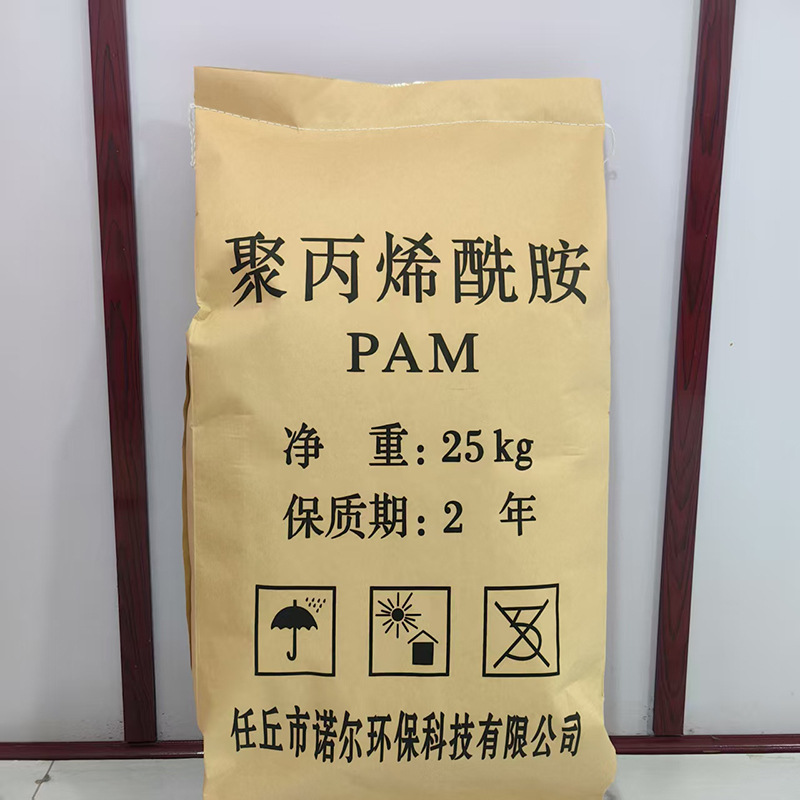 聚丙烯酰胺
PAM
净 重: 25kg
保质期: 2 年
任丘市诺尔环保科技有限公司